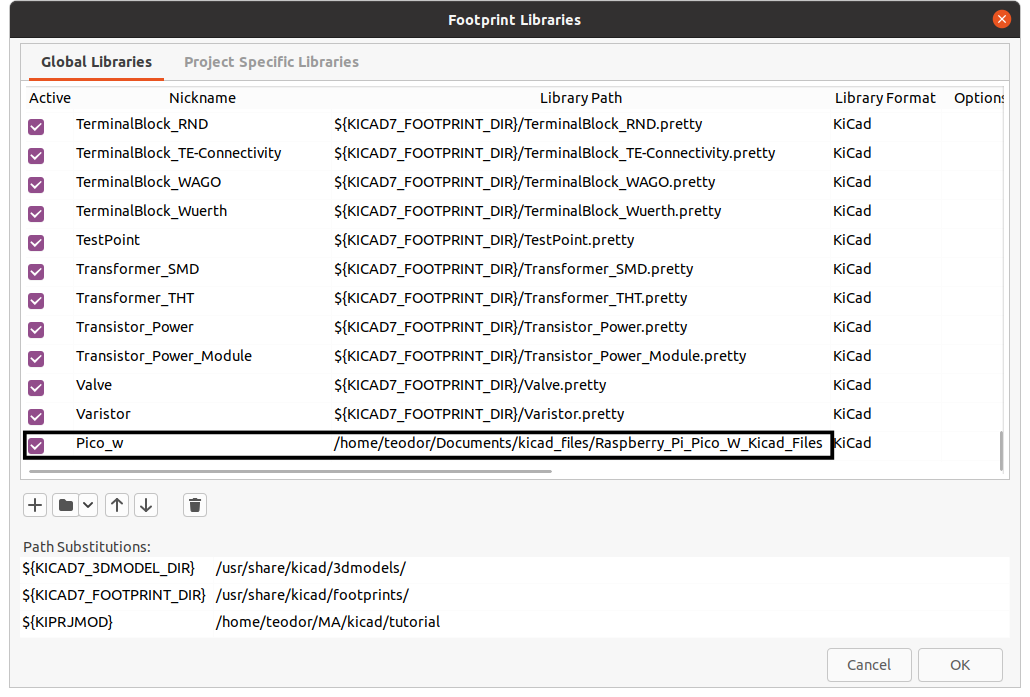 Footprint Libraries
Global Libraries Project Specific Libraries
Active Nickname Library Path Library Format Options
TerminalBlock_RND ${KICAD7_FOOTPRINT_DIR}/TerminalBlock_RND.pretty KiCad
TerminalBlock_TE-Connectivity ${KICAD7_FOOTPRINT_DIR}/TerminalBlock_TE-Connectivity.pretty KiCad
TerminalBlock_WAGO ${KICAD7_FOOTPRINT_DIR}/TerminalBlock_WAGO.pretty KiCad
TerminalBlock_Wuerth ${KICAD7_FOOTPRINT_DIR}/TerminalBlock_Wuerth.pretty KiCad
TestPoint ${KICAD7_FOOTPRINT_DIR}/TestPoint.pretty KiCad
Transformer_SMD ${KICAD7_FOOTPRINT_DIR}/Transformer_SMD.pretty KiCad
Transformer_THT ${KICAD7_FOOTPRINT_DIR}/Transformer_THT.pretty KiCad
Transistor_Power ${KICAD7_FOOTPRINT_DIR}/Transistor_Power.pretty KiCad
Transistor_Power_Module ${KICAD7_FOOTPRINT_DIR}/Transistor_Power_Module.pretty KiCad
Valve ${KICAD7_FOOTPRINT_DIR}/Valve.pretty KiCad
Varistor ${KICAD7_FOOTPRINT_DIR}/Varistor.pretty KiCad
Pico_w /home/teodor/Documents/kicad_files/Raspberry_Pi_Pico_W_Kicad_Files KiCad
Path Substitutions:
${KICAD7_3DMODEL_DIR} /usr/share/kicad/3dmodels/
${KICAD7_FOOTPRINT_DIR} /usr/share/kicad/footprints/
${KIPRJMOD} /home/teodor/MA/kicad/tutorial
Cancel OK